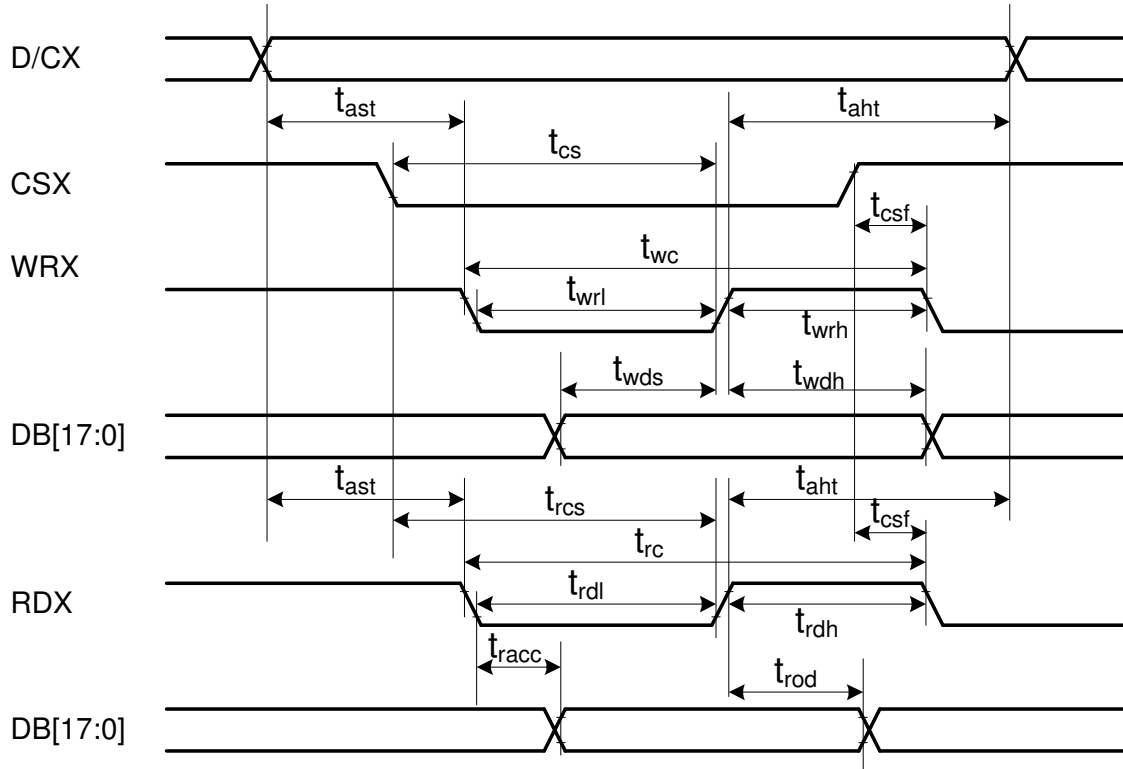 D/CX
t_ast
t_aht
t_cs
CSX
t_csf
WRX
t_wc
t_wrl
t_wrh
t_wds
t_wdh
DB[17:0]
t_ast
t_aht
t_rcs
t_csf
t_rc
RDX
t_rdl
t_rdh
t_racc
t_rod
DB[17:0]